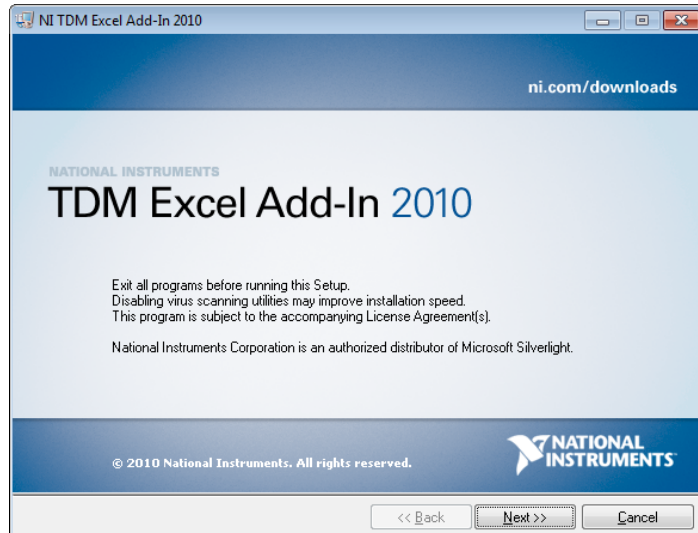 NI TDM Excel Add-In 2010
ni.com/downloads
NATIONAL INSTRUMENTS
TDM Excel Add-In 2010
Exit all programs before running this Setup.
Disabling virus scanning utilities may improve installation speed.
This program is subject to the accompanying License Agreement(s).
National Instruments Corporation is an authorized distributor of Microsoft Silverlight.
© 2010 National Instruments. All rights reserved.
NATIONAL
INSTRUMENTS
<< Back
Next >>
Cancel